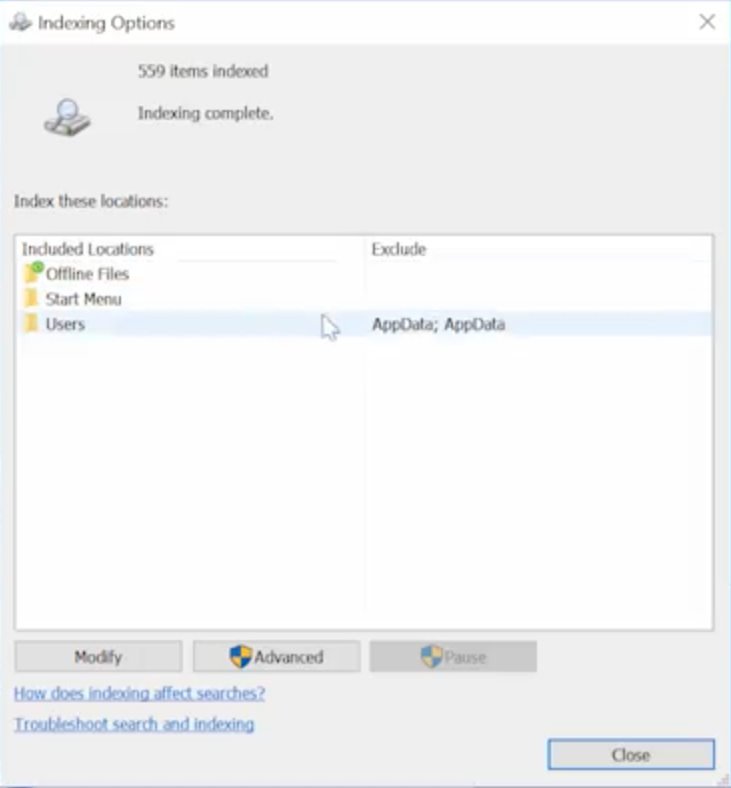 Indexing Options
559 items indexed
Indexing complete.
Index these locations:
Included Locations Exclude
Offline Files
Start Menu
Users AppData; AppData
Modify Advanced Pause
How does indexing affect searches?
Troubleshoot search and indexing
Close